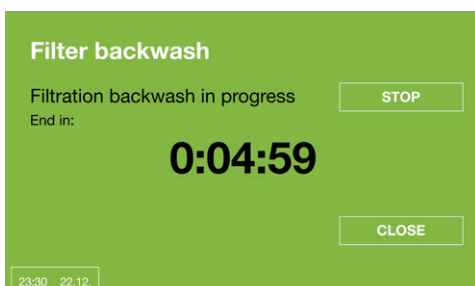 Filter backwash
Filtration backwash in progress
STOP
End in:
0:04:59
CLOSE
23:30 22.12.